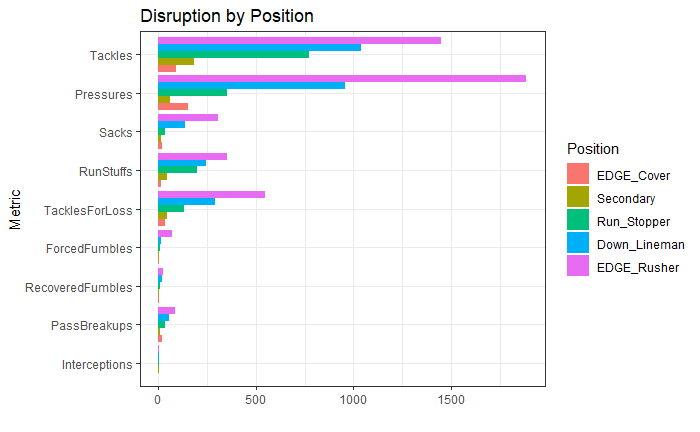 Disruption by Position
Metric
Tackles
Pressures
Sacks
RunStuffs
TacklesForLoss
ForcedFumbles
RecoveredFumbles
PassBreakups
Interceptions
0
500
1000
1500
Position
EDGE_Cover
Secondary
Run_Stopper
Down_Lineman
EDGE_Rusher